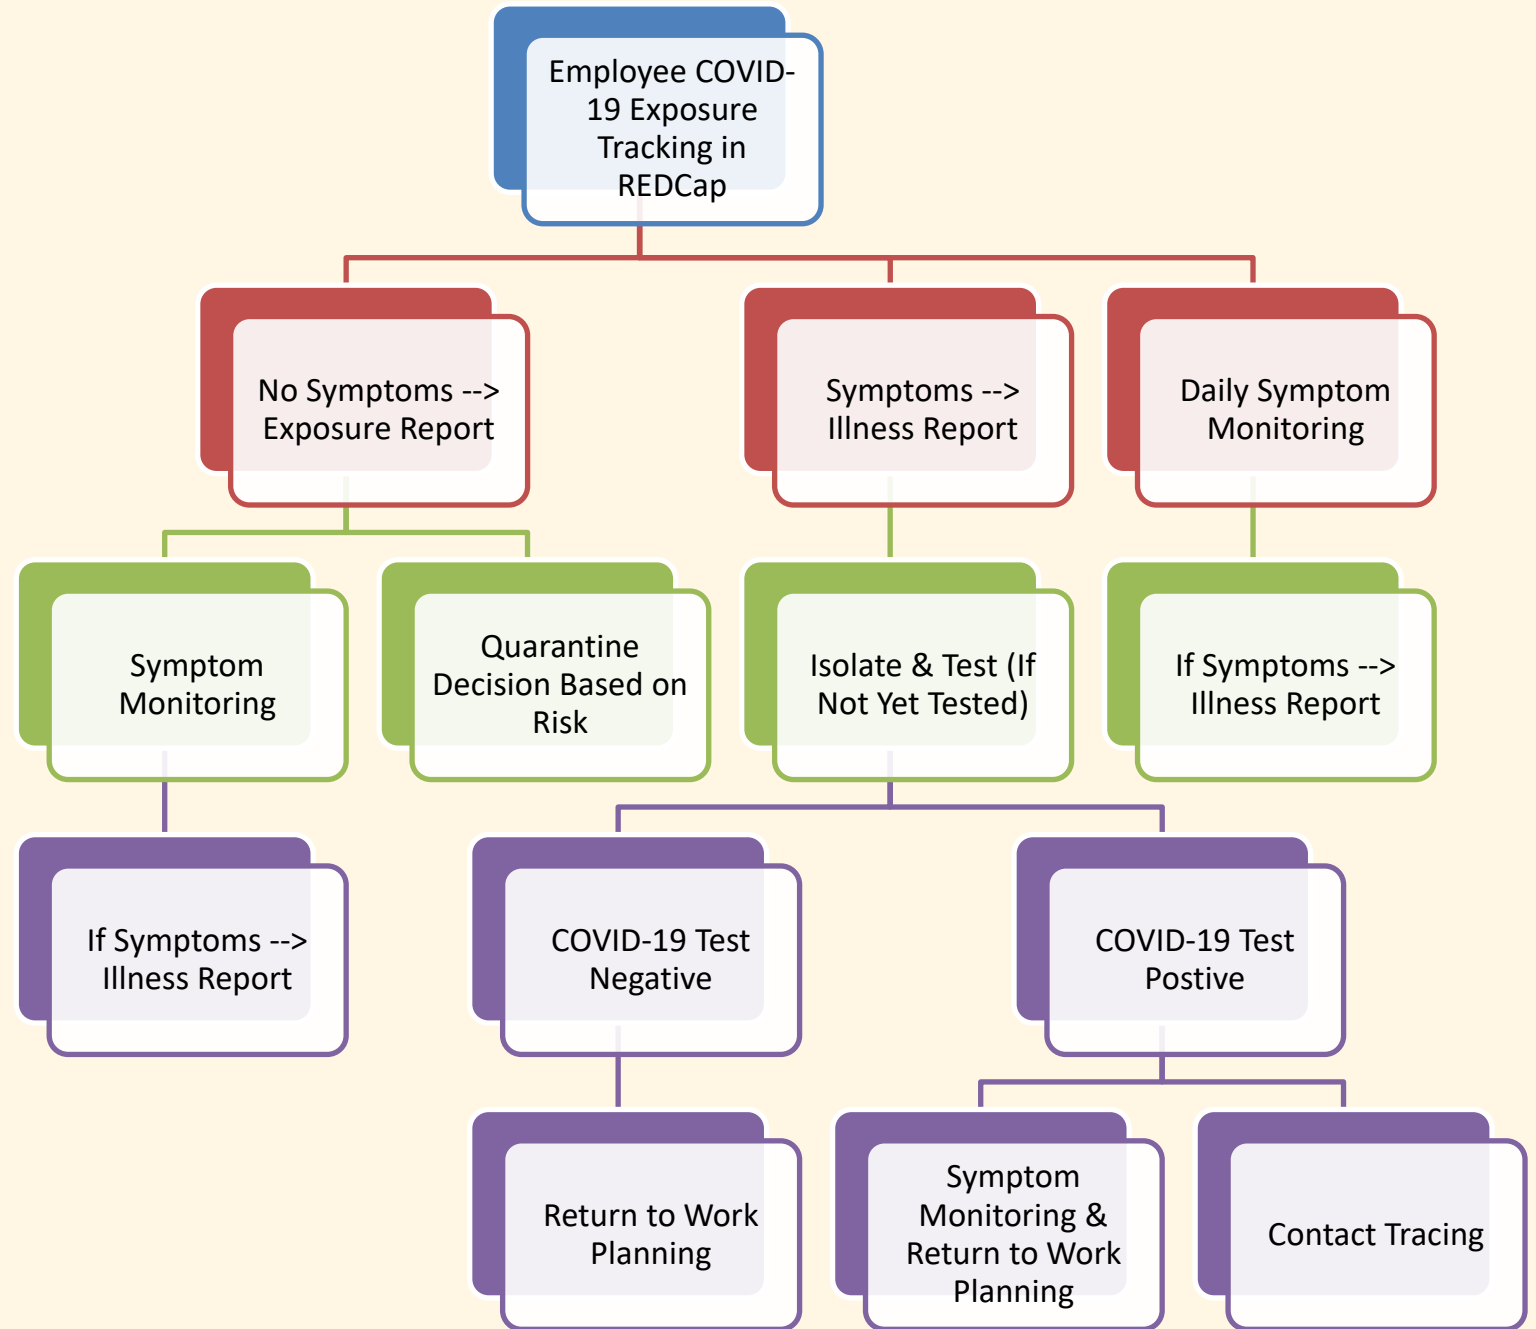 Employee COVID-
19 Exposure
Tracking in
REDCap
No Symptoms -->
Exposure Report
Symptoms -->
Illness Report
Daily Symptom
Monitoring
Symptom
Monitoring
Quarantine
Decision Based on
Risk
Isolate & Test (If
Not Yet Tested)
If Symptoms -->
Illness Report
If Symptoms -->
Illness Report
COVID-19 Test
Negative
COVID-19 Test
Postive
Return to Work
Planning
Symptom
Monitoring &
Return to Work
Planning
Contact Tracing